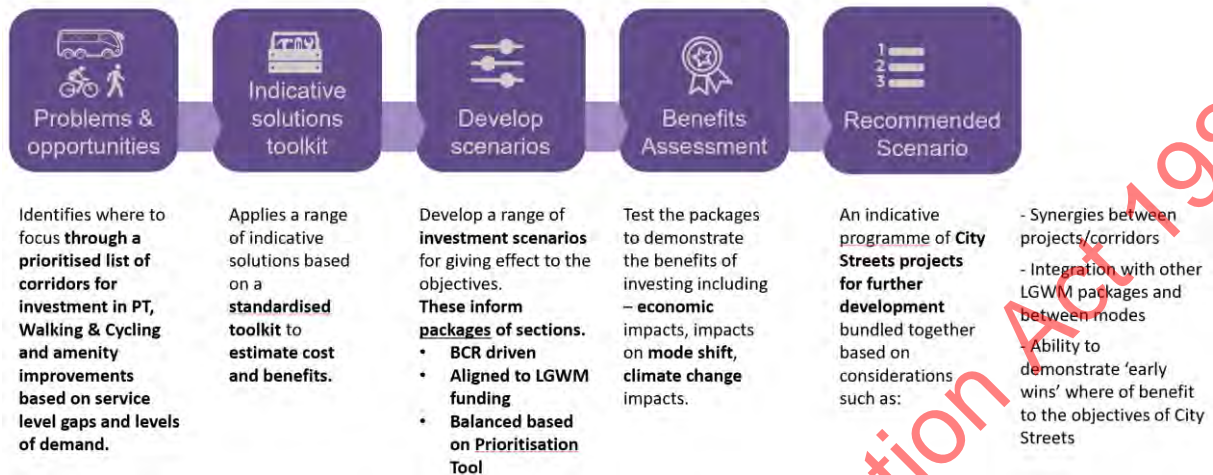 Problems &
opportunities
Indicative
solutions
toolkit
Develop
scenarios
Benefits
Assessment
1
2
3
Recommended
Scenario
Identifies where to
focus through a
prioritised list of
corridors for
investment in PT,
Walking & Cycling
and amenity
improvements
based on service
level gaps and levels
of demand.
Applies a range
of indicative
solutions based
on a
standardised
toolkit to
estimate cost
and benefits.
Develop a range of
investment scenarios
for giving effect to the
objectives.
These inform
packages of sections.
• BCR driven
• Aligned to LGWM
funding
• Balanced based
on Prioritisation
Tool
Test the packages
to demonstrate
the benefits of
investing including
– economic
impacts, impacts
on mode shift,
climate change
impacts.
An indicative
programme of City
Streets projects
for further
development
bundled together
based on
considerations
such as:
- Synergies between
projects/corridors
- Integration with other
LGWM packages and
between modes
- Ability to
demonstrate ‘early
wins’ where of benefit
to the objectives of City
Streets
Act 198